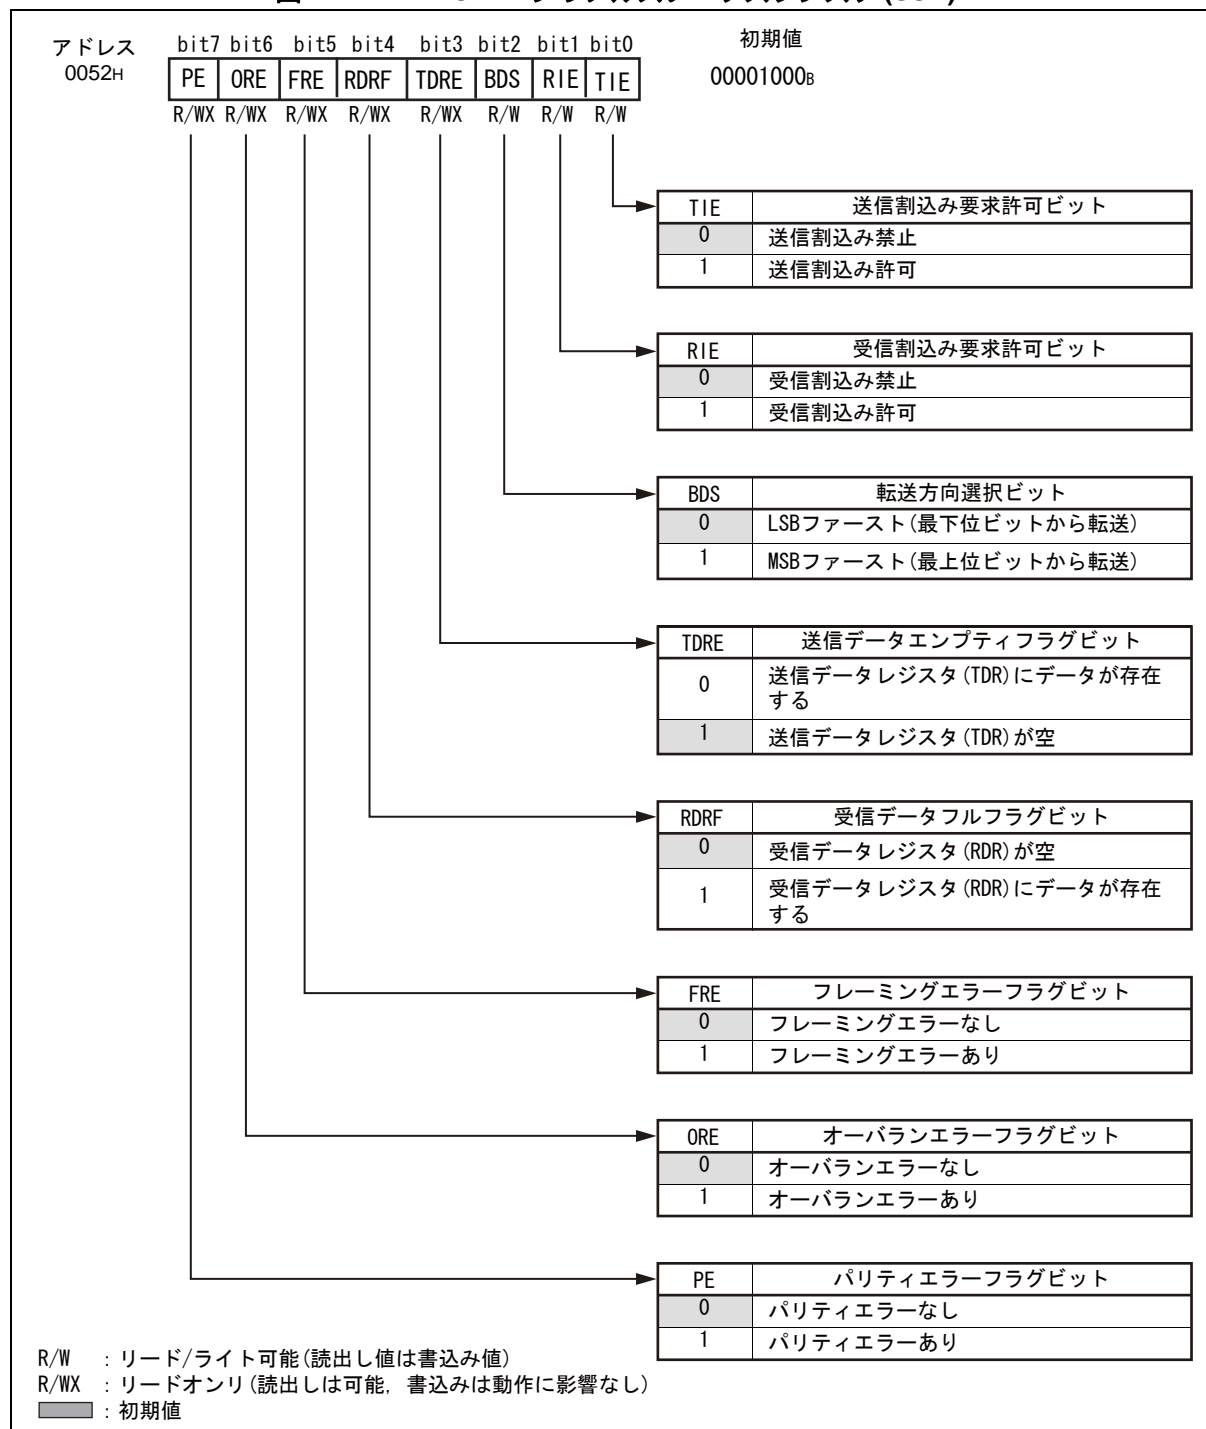 アドレス bit7 bit6 bit5 bit4 bit3 bit2 bit1 bit0 初期値
0052H PE ORE FRE RDRF TDRE BDS RIE TIE 00001000B
R/WX R/WX R/WX R/WX R/WX R/W R/W R/W
TIE 送信割込み要求許可ビット
0 送信割込み禁止
1 送信割込み許可
RIE 受信割込み要求許可ビット
0 受信割込み禁止
1 受信割込み許可
BDS 転送方向選択ビット
0 LSBファースト(最下位ビットから転送)
1 MSBファースト(最上位ビットから転送)
TDRE 送信データエンプティフラグビット
0 送信データレジスタ(TDR)にデータが存在
する
1 送信データレジスタ(TDR)が空
RDRF 受信データフルフラグビット
0 受信データレジスタ(RDR)が空
1 受信データレジスタ(RDR)にデータが存在
する
FRE フレーミングエラーフラグビット
0 フレーミングエラーなし
1 フレーミングエラーあり
ORE オーバランエラーフラグビット
0 オーバランエラーなし
1 オーバランエラーあり
PE パリティエラーフラグビット
0 パリティエラーなし
1 パリティエラーあり
R/W : リード/ライト可能(読出し値は書込み値)
R/WX : リードオンリ(読出しは可能, 書込みは動作に影響なし)
: 初期値